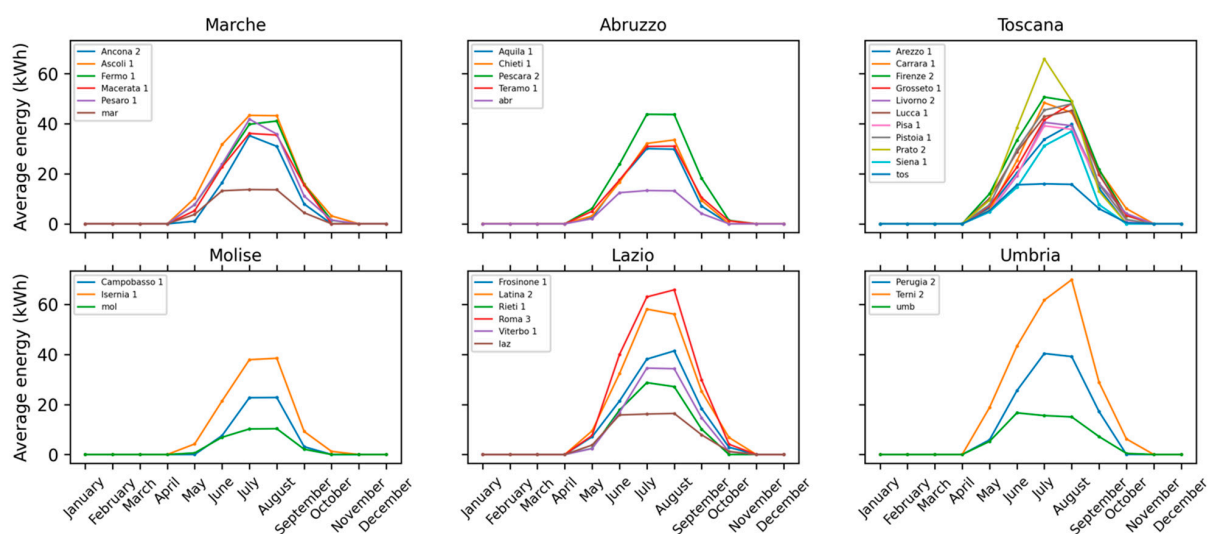 Marche
Average energy (kWh)
60
40
20
0
Ancona 2
Ascoli 1
Fermo 1
Macerata 1
Pesaro 1
mar
Abruzzo
Aquila 1
Chieti 1
Pescara 2
Teramo 1
abr
Toscana
Arezzo 1
Carrara 1
Firenze 2
Grosseto 1
Livorno 2
Lucca 1
Pisa 1
Pistoia 1
Prato 2
Siena 1
tos
Molise
Average energy (kWh)
60
40
20
0
Campobasso 1
Isernia 1
mol
January
February
March
April
May
June
July
August
September
October
November
December
Lazio
Frosinone 1
Latina 2
Rieti 1
Roma 3
Viterbo 1
laz
January
February
March
April
May
June
July
August
September
October
November
December
Umbria
Perugia 2
Terni 2
umb
January
February
March
April
May
June
July
August
September
October
November
December